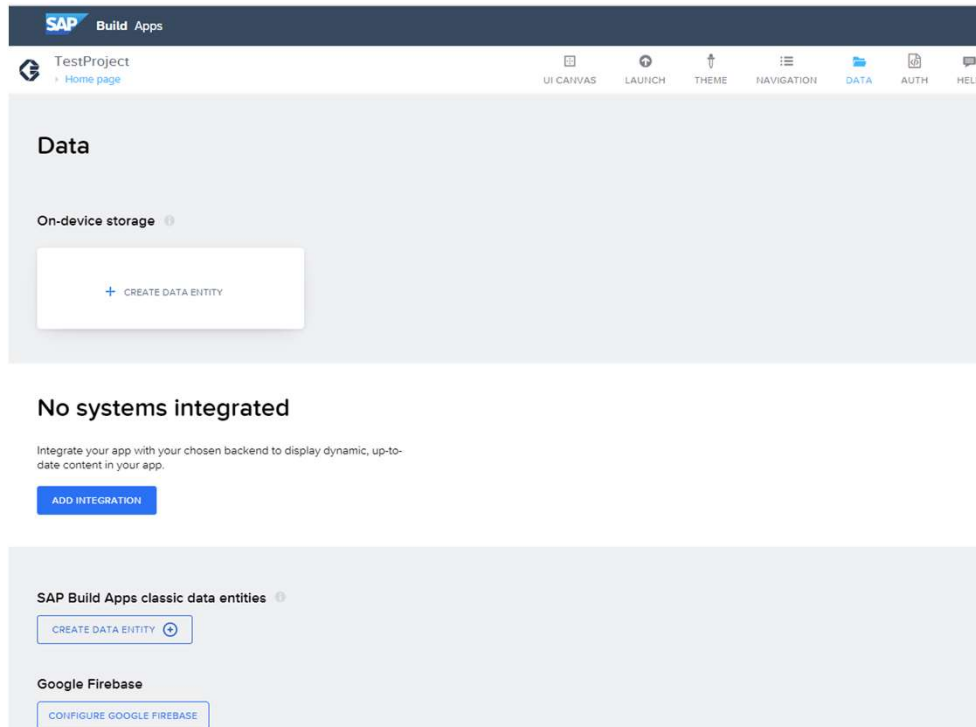 SAP Build Apps
TestProject
› Home page
UI CANVAS LAUNCH THEME NAVIGATION DATA AUTH
Data
On-device storage
+ CREATE DATA ENTITY
No systems integrated
Integrate your app with your chosen backend to display dynamic, up-to-
date content in your app.
ADD INTEGRATION
SAP Build Apps classic data entities
CREATE DATA ENTITY
Google Firebase
CONFIGURE GOOGLE FIREBASE